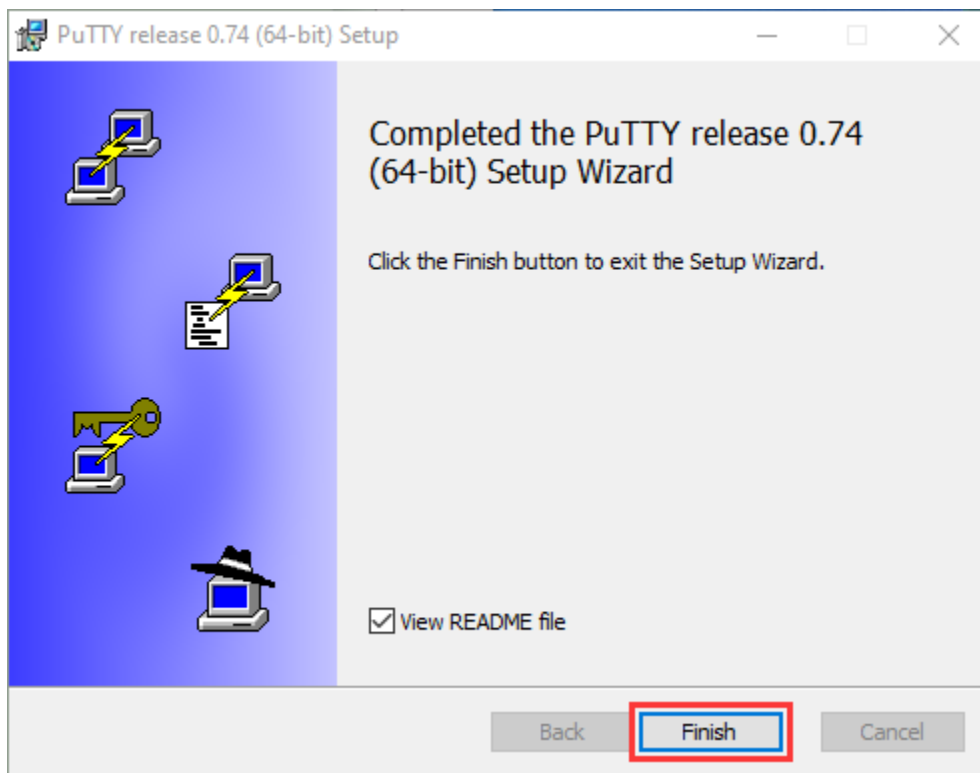 PuTTY release 0.74 (64-bit) Setup
Completed the PuTTY release 0.74
(64-bit) Setup Wizard
Click the Finish button to exit the Setup Wizard.
View README file
Back
Finish
Cancel